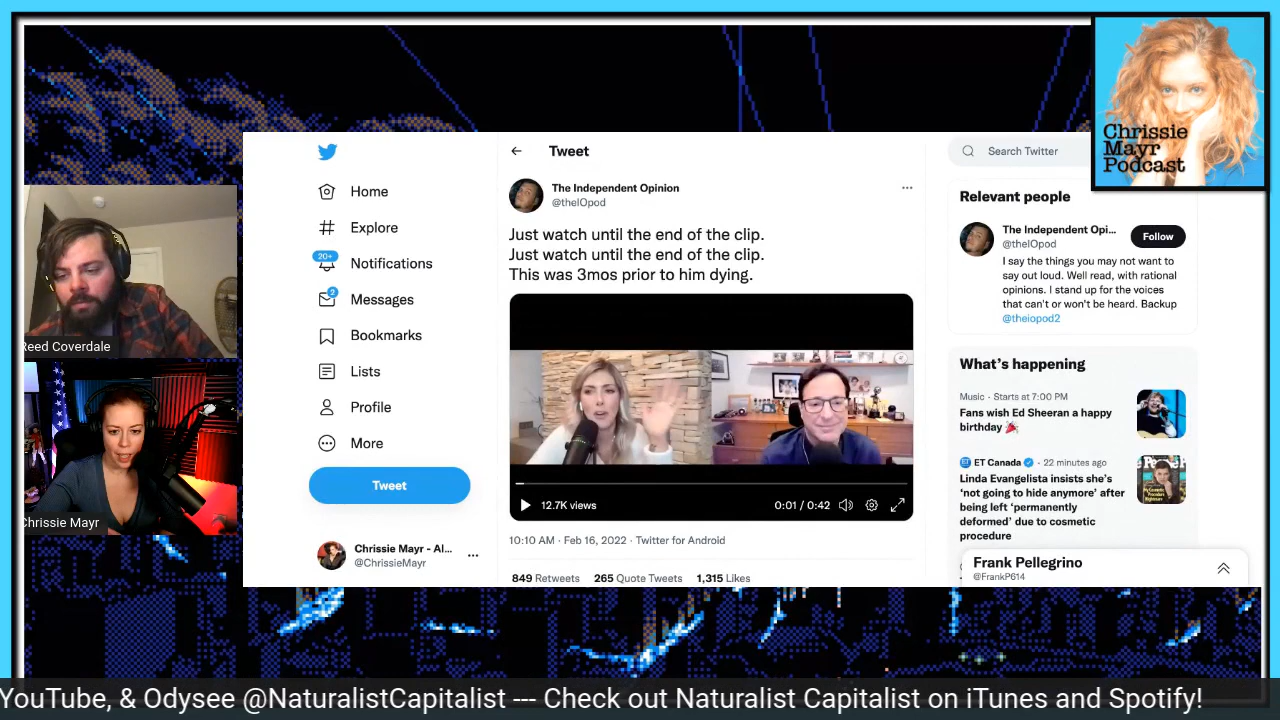 Chrissie
Mayr
Podcast
Reed Coverdale
Chrissie Mayr
Home
Explore
20+
Notifications
2
Messages
Bookmarks
Lists
Profile
More
Tweet
Chrissie Mayr - Al...
@ChrissieMayr
Tweet
The Independent Opinion
@theIOpod
Just watch until the end of the clip.
Just watch until the end of the clip.
This was 3mos prior to him dying.
12.7K views
0:01 / 0:42
10:10 AM · Feb 16, 2022 · Twitter for Android
849 Retweets 265 Quote Tweets 1,315 Likes
Search Twitter
Relevant people
The Independent Opi...
@theIOpod
Follow
I say the things you may not want to
say out loud. Well read, with rational
opinions. I stand up for the voices
that can't or won't be heard. Backup
@theiopod2
What's happening
Music · Starts at 7:00 PM
Fans wish Ed Sheeran a happy
birthday
ET Canada · 22 minutes ago
Linda Evangelista insists she's
'not going to hide anymore' after
being left 'permanently
deformed' due to cosmetic
procedure
Frank Pellegrino
@FrankP614
YouTube, & Odysee @NaturalistCapitalist --- Check out Naturalist Capitalist on iTunes and Spotify!